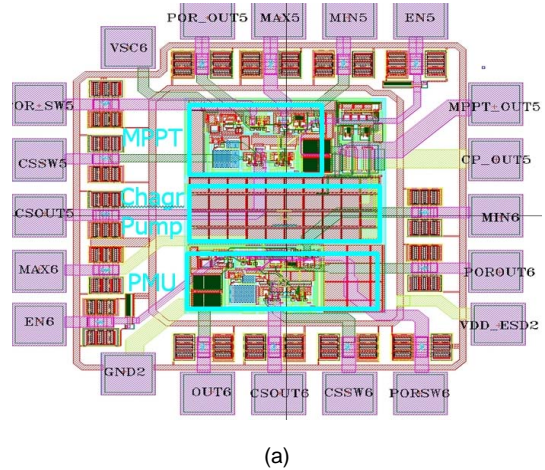 POR_OUT5
MAX5
MIN5
EN5
VSC6
OR-SW5
MPPT-OUT5
MPPT
CSSW5
CP_OUT5
Chagr
CSOUT5
MIN6
Pump
MAX6
POROUT6
PMU
EN6
VDD_ESD2
GND2
OUT6
CSOUT6
CSSW6
PORSW6
(a)